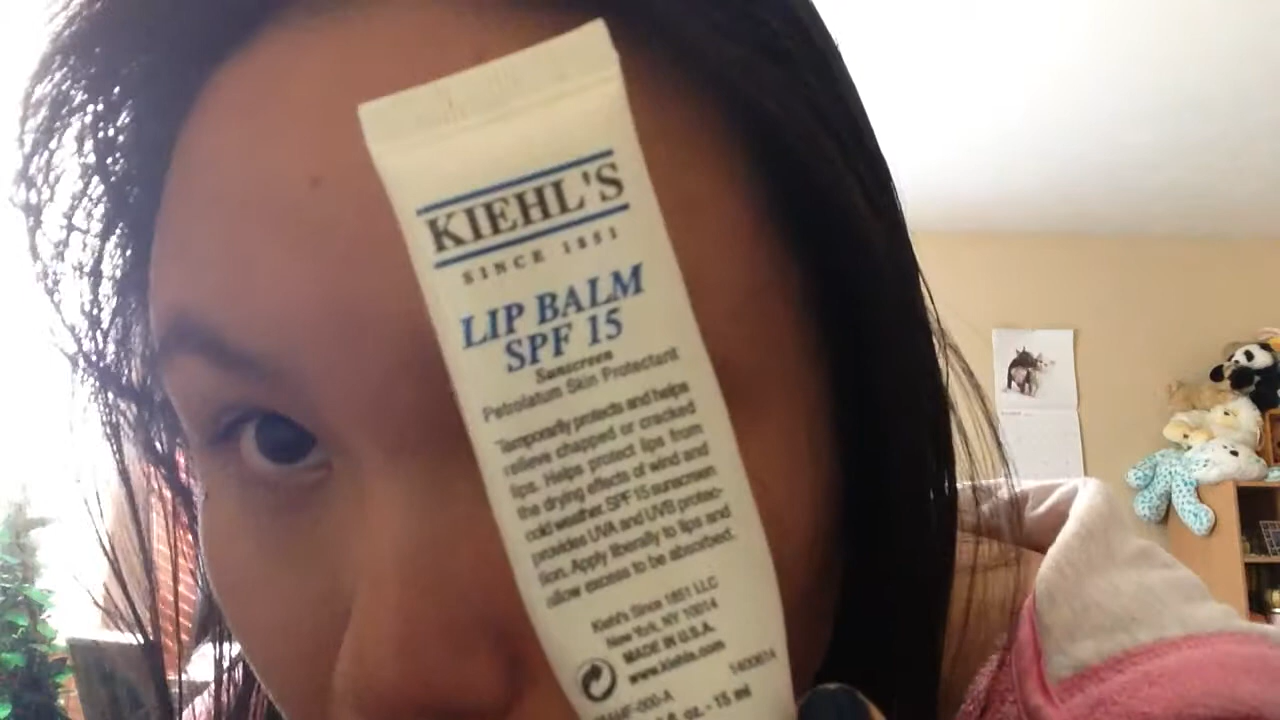 KIEHL'S
SINCE 1851
LIP BALM
SPF 15
Sunscreen
Petrolatum Skin Protectant
Temporarily protects and helps
relieve chapped or cracked
lips. Helps protect lips from
the drying effects of wind and
cold weather. SPF 15 sunscreen
provides UVA and UVB protec-
tion. Apply liberally to lips and
allow excess to be absorbed.
Kiehl's Since 1851 LLC
New York, NY 10014
MADE IN U.S.A.
www.kiehls.com
fl. oz. - 15 ml